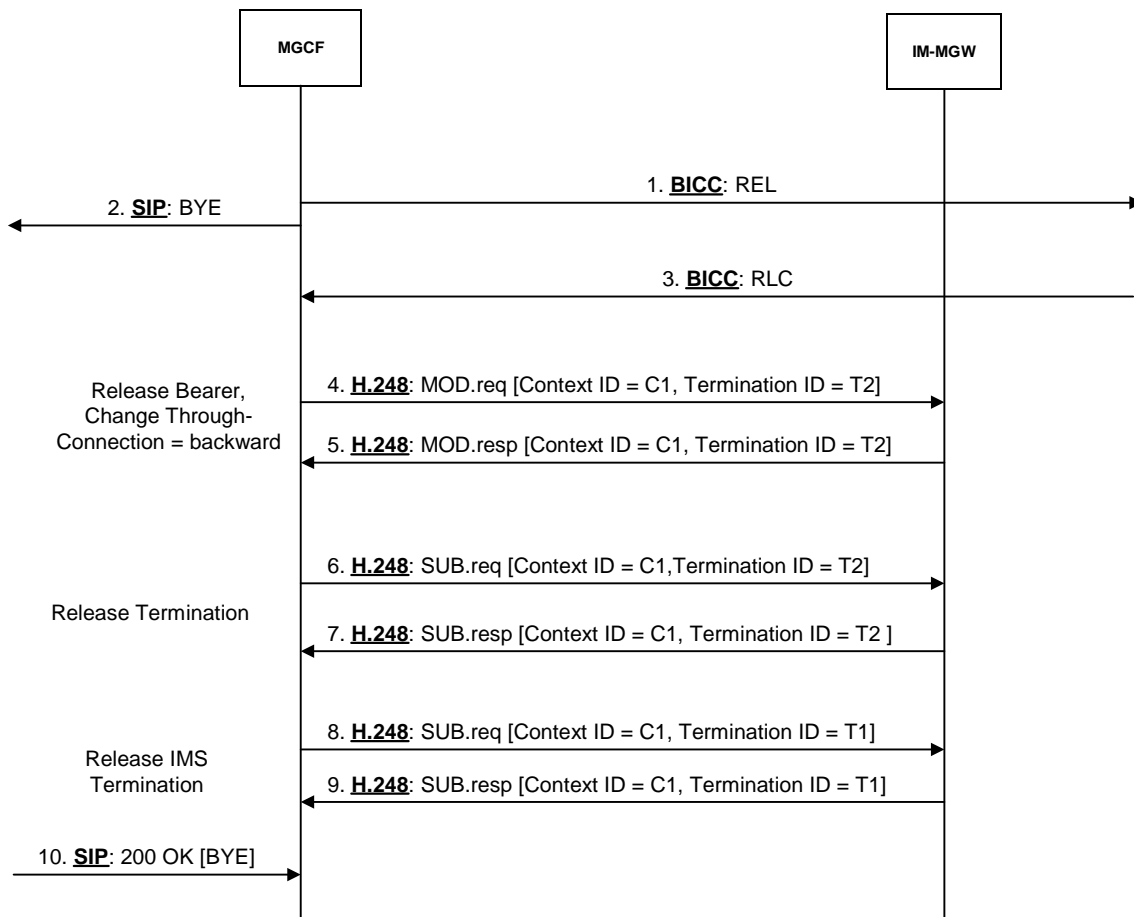 MGCF
IM-MGW
1. BICC: REL
2. SIP: BYE
3. BICC: RLC
Release Bearer,
Change Through-
Connection = backward
4. H.248: MOD.req [Context ID = C1, Termination ID = T2]
5. H.248: MOD.resp [Context ID = C1, Termination ID = T2]
6. H.248: SUB.req [Context ID = C1,Termination ID = T2]
Release Termination
7. H.248: SUB.resp [Context ID = C1, Termination ID = T2 ]
8. H.248: SUB.req [Context ID = C1, Termination ID = T1]
Release IMS
Termination
9. H.248: SUB.resp [Context ID = C1, Termination ID = T1]
10. SIP: 200 OK [BYE]